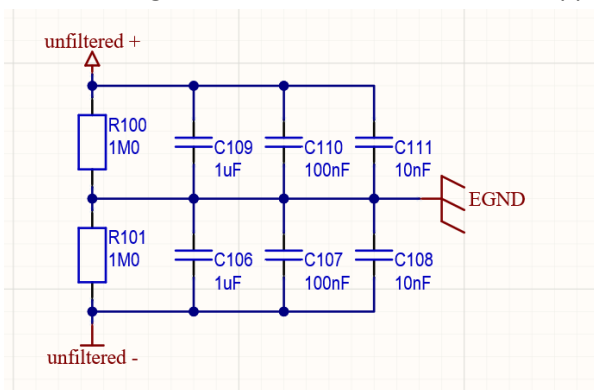 unfiltered +
R100
1M0
C109
1uF
C110
100nF
C111
10nF
EGND
R101
1M0
C106
1uF
C107
100nF
C108
10nF
unfiltered -